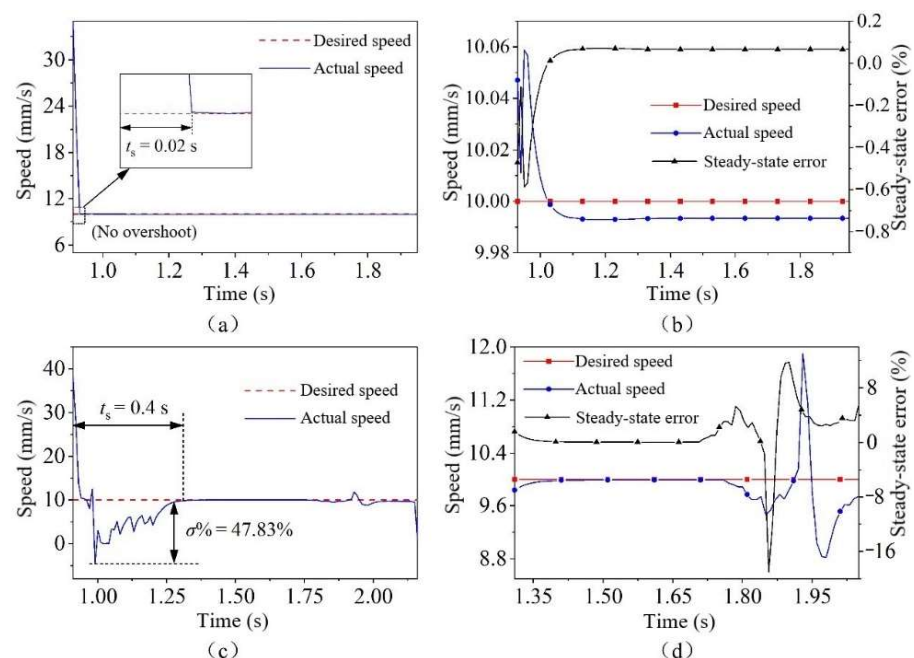 33
24
15
6
Speed (mm/s)
Desired speed
Actual speed
tₛ = 0.02 s
(No overshoot)
1.0 1.2 1.4 1.6 1.8
Time (s)
(a)
10.06
10.04
10.02
10.00
9.98
Speed (mm/s)
Desired speed
Actual speed
Steady-state error
0.2
0.0
-0.2
-0.4
-0.6
-0.8
Steady-state error (%)
1.0 1.2 1.4 1.6 1.8
Time (s)
(b)
40
30
20
10
0
Speed (mm/s)
tₛ = 0.4 s
Desired speed
Actual speed
σ% = 47.83%
1.00 1.25 1.50 1.75 2.00
Time (s)
(c)
12.0
11.2
10.4
9.6
8.8
Speed (mm/s)
Desired speed
Actual speed
Steady-state error
8
0
-8
-16
Steady-state error (%)
1.35 1.50 1.65 1.80 1.95
Time (s)
(d)